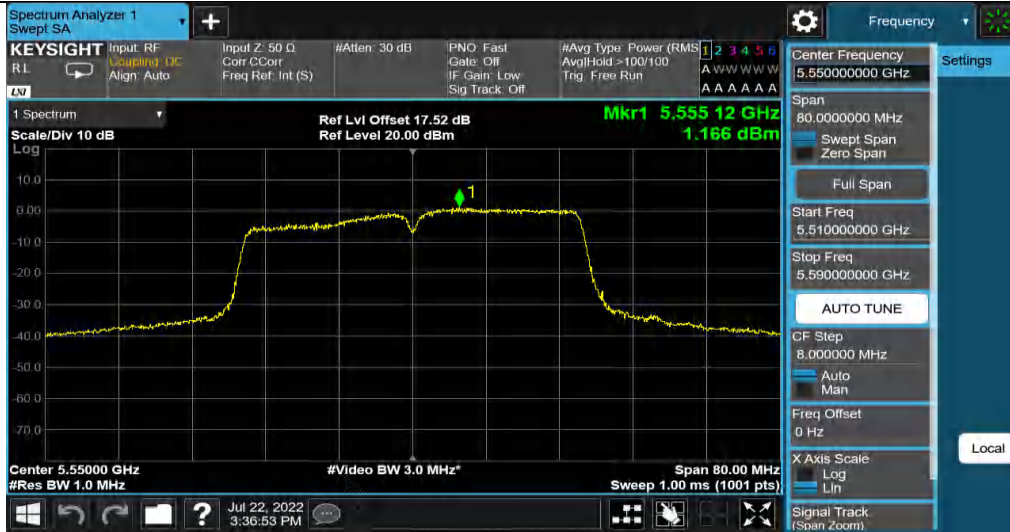 Spectrum Analyzer 1
Swept SA
+
Frequency
Settings
KEYSIGHT
RL
LXI
Input: RF
Coupling: DC
Align: Auto
Input Z: 50 Ω
Corr CCorr
Freq Ref: Int (S)
#Atten: 30 dB
PNO: Fast
Gate: Off
IF Gain: Low
Sig Track: Off
#Avg Type: Power (RMS
Avg|Hold >100/100
Trig: Free Run
1 2 3 4 5 6
A W W W W W
A A A A A A
1 Spectrum
Scale/Div 10 dB
Log
Ref Lvl Offset 17.52 dB
Ref Level 20.00 dBm
Mkr1 5.555 12 GHz
1.166 dBm
1
10.0
0.00
-10.0
-20.0
-30.0
-40.0
-50.0
-60.0
-70.0
Center 5.55000 GHz
#Res BW 1.0 MHz
#Video BW 3.0 MHz*
Span 80.00 MHz
Sweep 1.00 ms (1001 pts)
Center Frequency
5.550000000 GHz
Span
80.0000000 MHz
Swept Span
Zero Span
Full Span
Start Freq
5.510000000 GHz
Stop Freq
5.590000000 GHz
AUTO TUNE
CF Step
8.000000 MHz
Auto
Man
Freq Offset
0 Hz
X Axis Scale
Log
Lin
Signal Track
(Span Zoom)
Local
?
Jul 22, 2022
3:36:53 PM